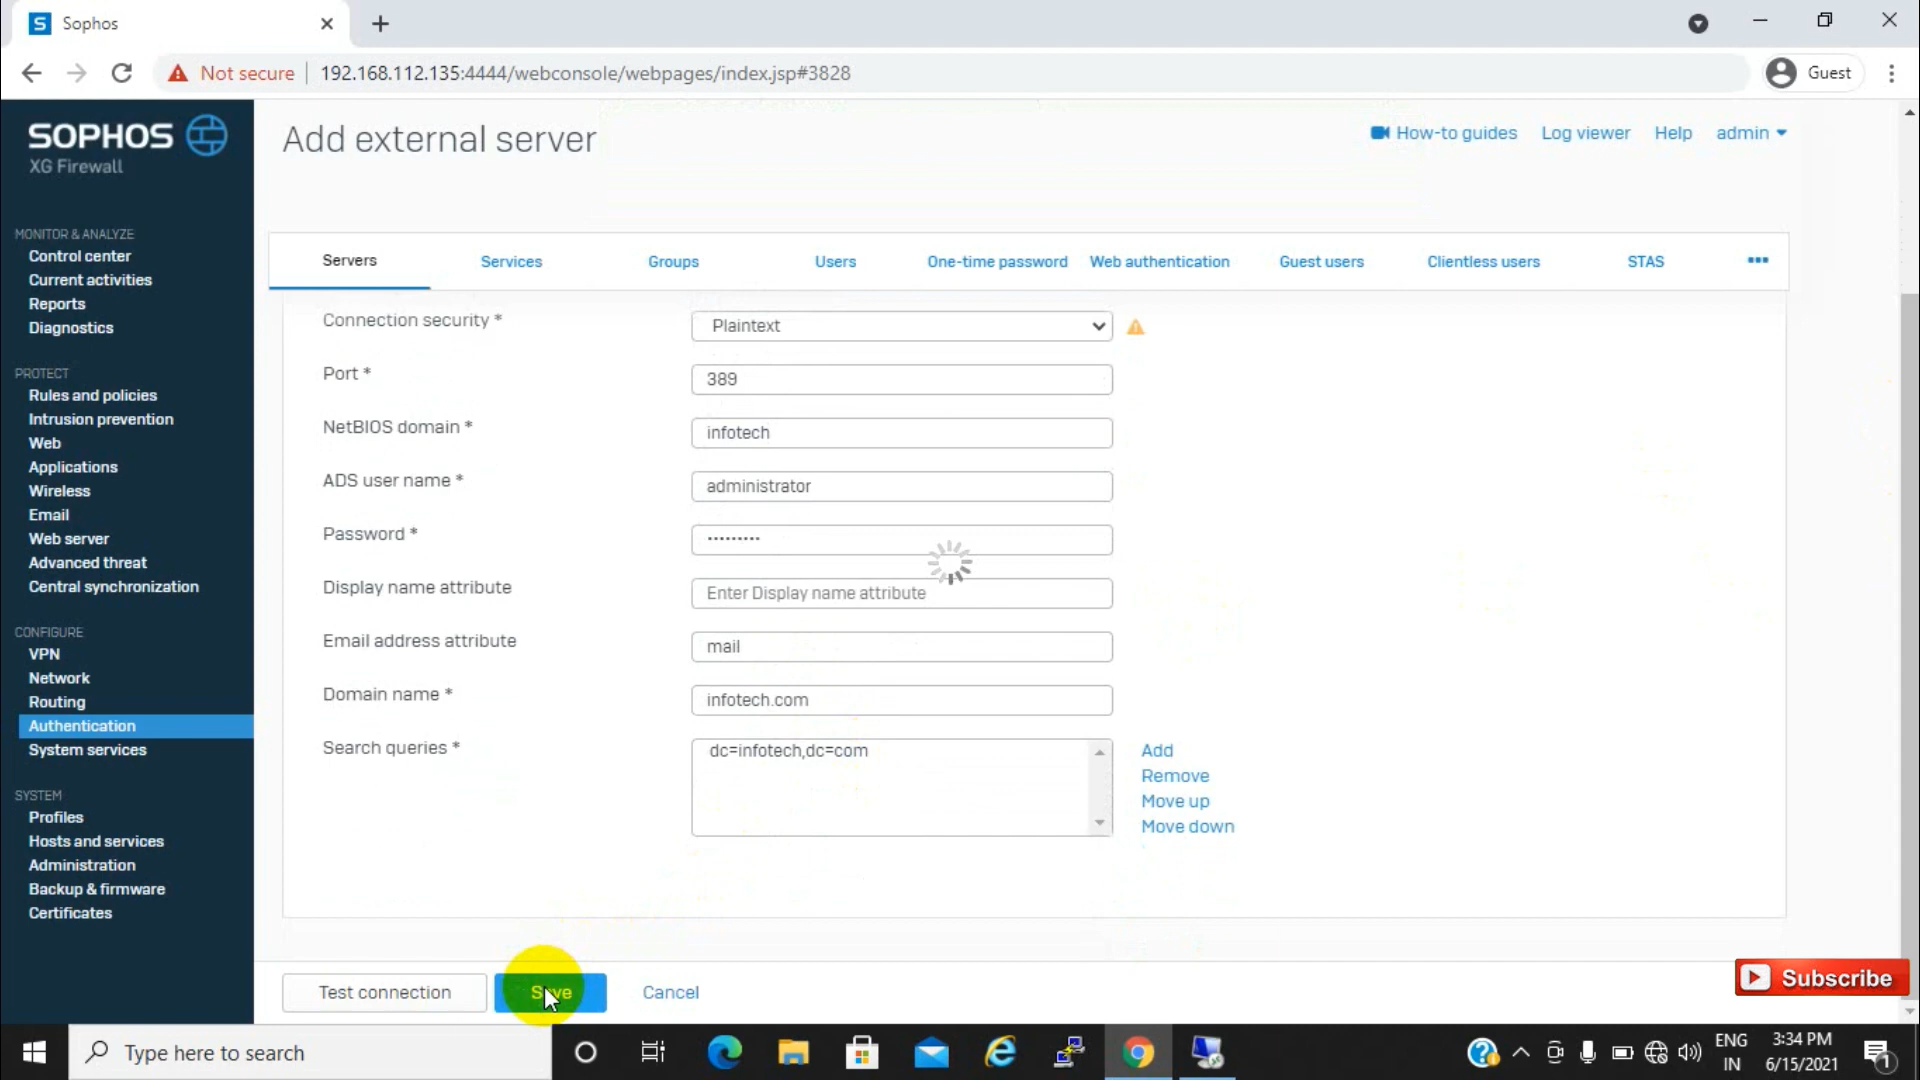 S Sophos
Not secure 192.168.112.135:4444/webconsole/webpages/index.jsp#3828 Guest
SOPHOS
XG Firewall
Add external server
How-to guides Log viewer Help admin
MONITOR & ANALYZE
Control center
Current activities
Reports
Diagnostics
PROTECT
Rules and policies
Intrusion prevention
Web
Applications
Wireless
Email
Web server
Advanced threat
Central synchronization
CONFIGURE
VPN
Network
Routing
Authentication
System services
SYSTEM
Profiles
Hosts and services
Administration
Backup & firmware
Certificates
Servers Services Groups Users One-time password Web authentication Guest users Clientless users STAS •••
Connection security * Plaintext
Port * 389
NetBIOS domain * infotech
ADS user name * administrator
Password * •••••••••
Display name attribute Enter Display name attribute
Email address attribute mail
Domain name * infotech.com
Search queries * dc=infotech,dc=com
Add
Remove
Move up
Move down
Test connection Save Cancel
Subscribe
Type here to search
ENG
IN
3:34 PM
6/15/2021
1